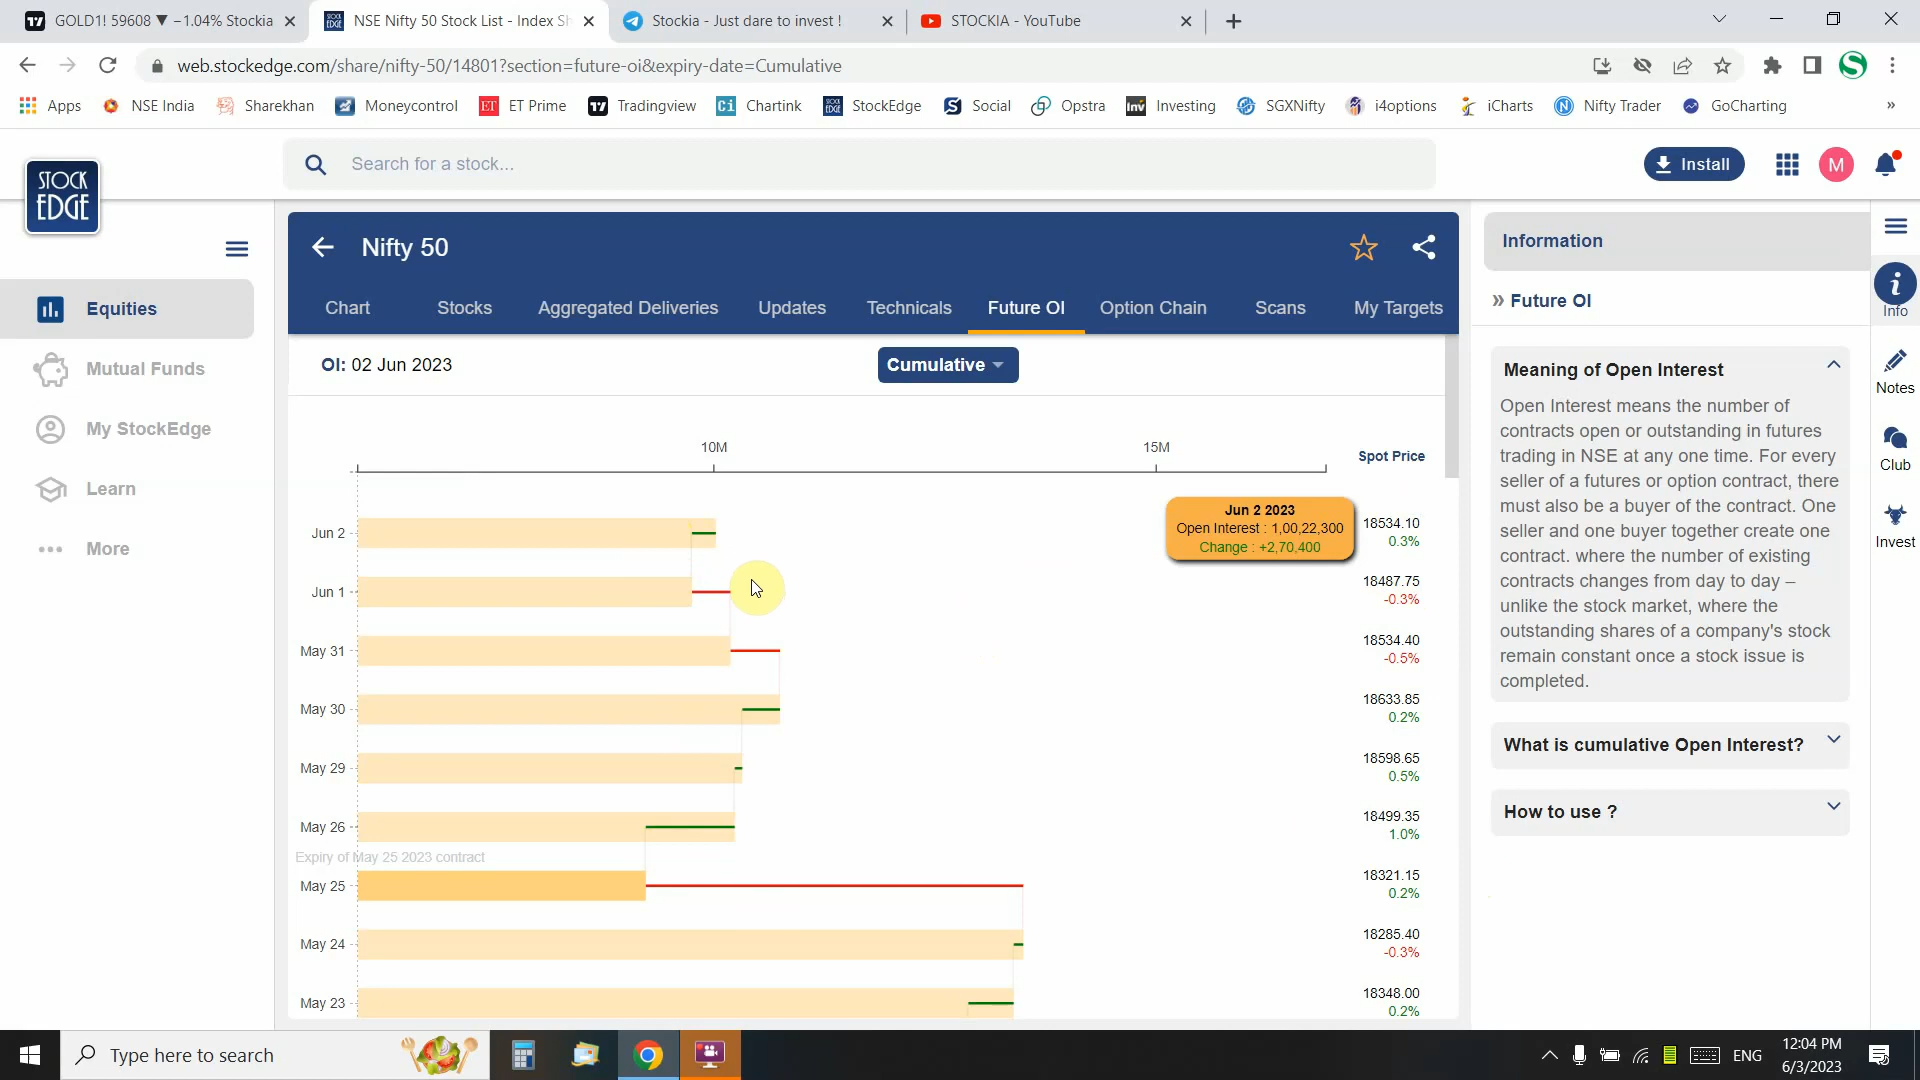 GOLD1! 59608 ▼ −1.04% Stockia
NSE Nifty 50 Stock List - Index Sh
Stockia - Just dare to invest !
STOCKIA - YouTube
web.stockedge.com/share/nifty-50/14801?section=future-oi&expiry-date=Cumulative
Apps
NSE India
Sharekhan
Moneycontrol
ET Prime
Tradingview
Chartink
StockEdge
Social
Opstra
Investing
SGXNifty
i4options
iCharts
Nifty Trader
GoCharting
»
STOCK
EDGE
Search for a stock...
Install
M
Equities
Mutual Funds
My StockEdge
Learn
More
Nifty 50
Chart
Stocks
Aggregated Deliveries
Updates
Technicals
Future OI
Option Chain
Scans
My Targets
OI: 02 Jun 2023
Cumulative
10M
15M
Spot Price
Jun 2
18534.10
0.3%
Jun 2 2023
Open Interest : 1,00,22,300
Change : +2,70,400
Jun 1
18487.75
-0.3%
May 31
18534.40
-0.5%
May 30
18633.85
0.2%
May 29
18598.65
0.5%
May 26
18499.35
1.0%
Expiry of May 25 2023 contract
May 25
18321.15
0.2%
May 24
18285.40
-0.3%
May 23
18348.00
0.2%
Information
» Future OI
Meaning of Open Interest
Open Interest means the number of
contracts open or outstanding in futures
trading in NSE at any one time. For every
seller of a futures or option contract, there
must also be a buyer of the contract. One
seller and one buyer together create one
contract. where the number of existing
contracts changes from day to day –
unlike the stock market, where the
outstanding shares of a company's stock
remain constant once a stock issue is
completed.
What is cumulative Open Interest?
How to use ?
Info
Notes
Club
Invest
Type here to search
ENG
12:04 PM
6/3/2023